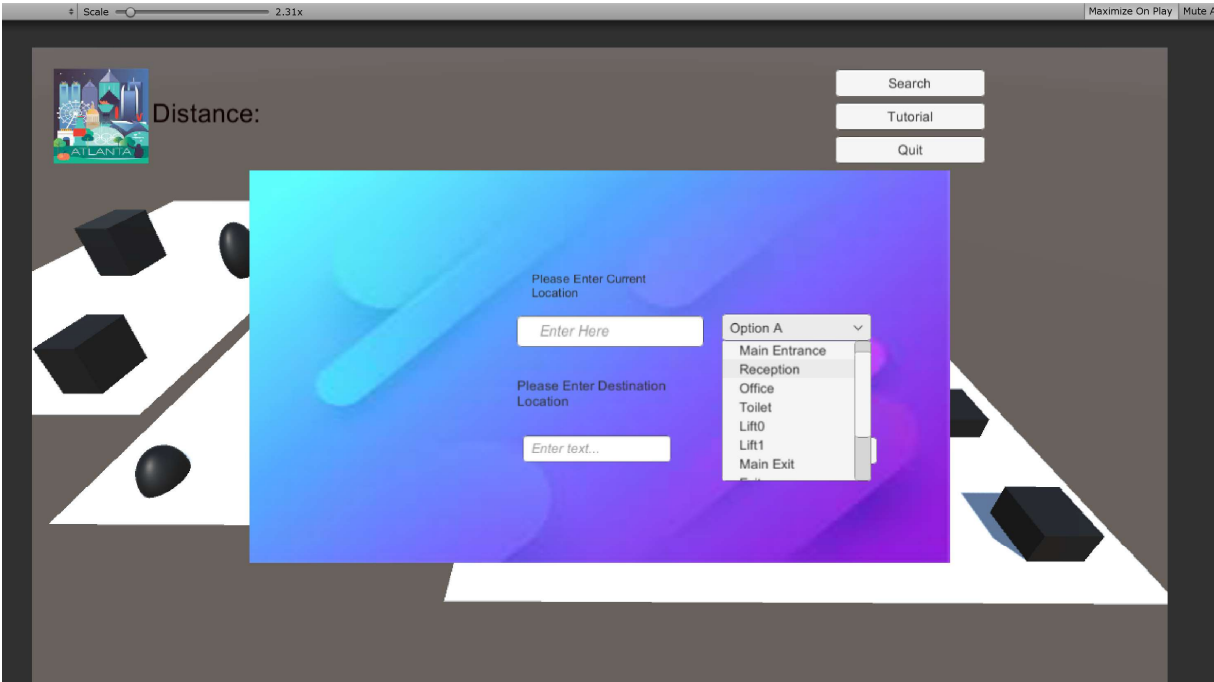 Scale 2.31x Maximize On Play Mute
Search
Distance:
Tutorial
ATLANTA
Quit
Please Enter Current
Location
Enter Here
Option A
Main Entrance
Reception
Please Enter Destination
Location
Office
Toilet
Lift0
Enter text...
Lift1
Main Exit